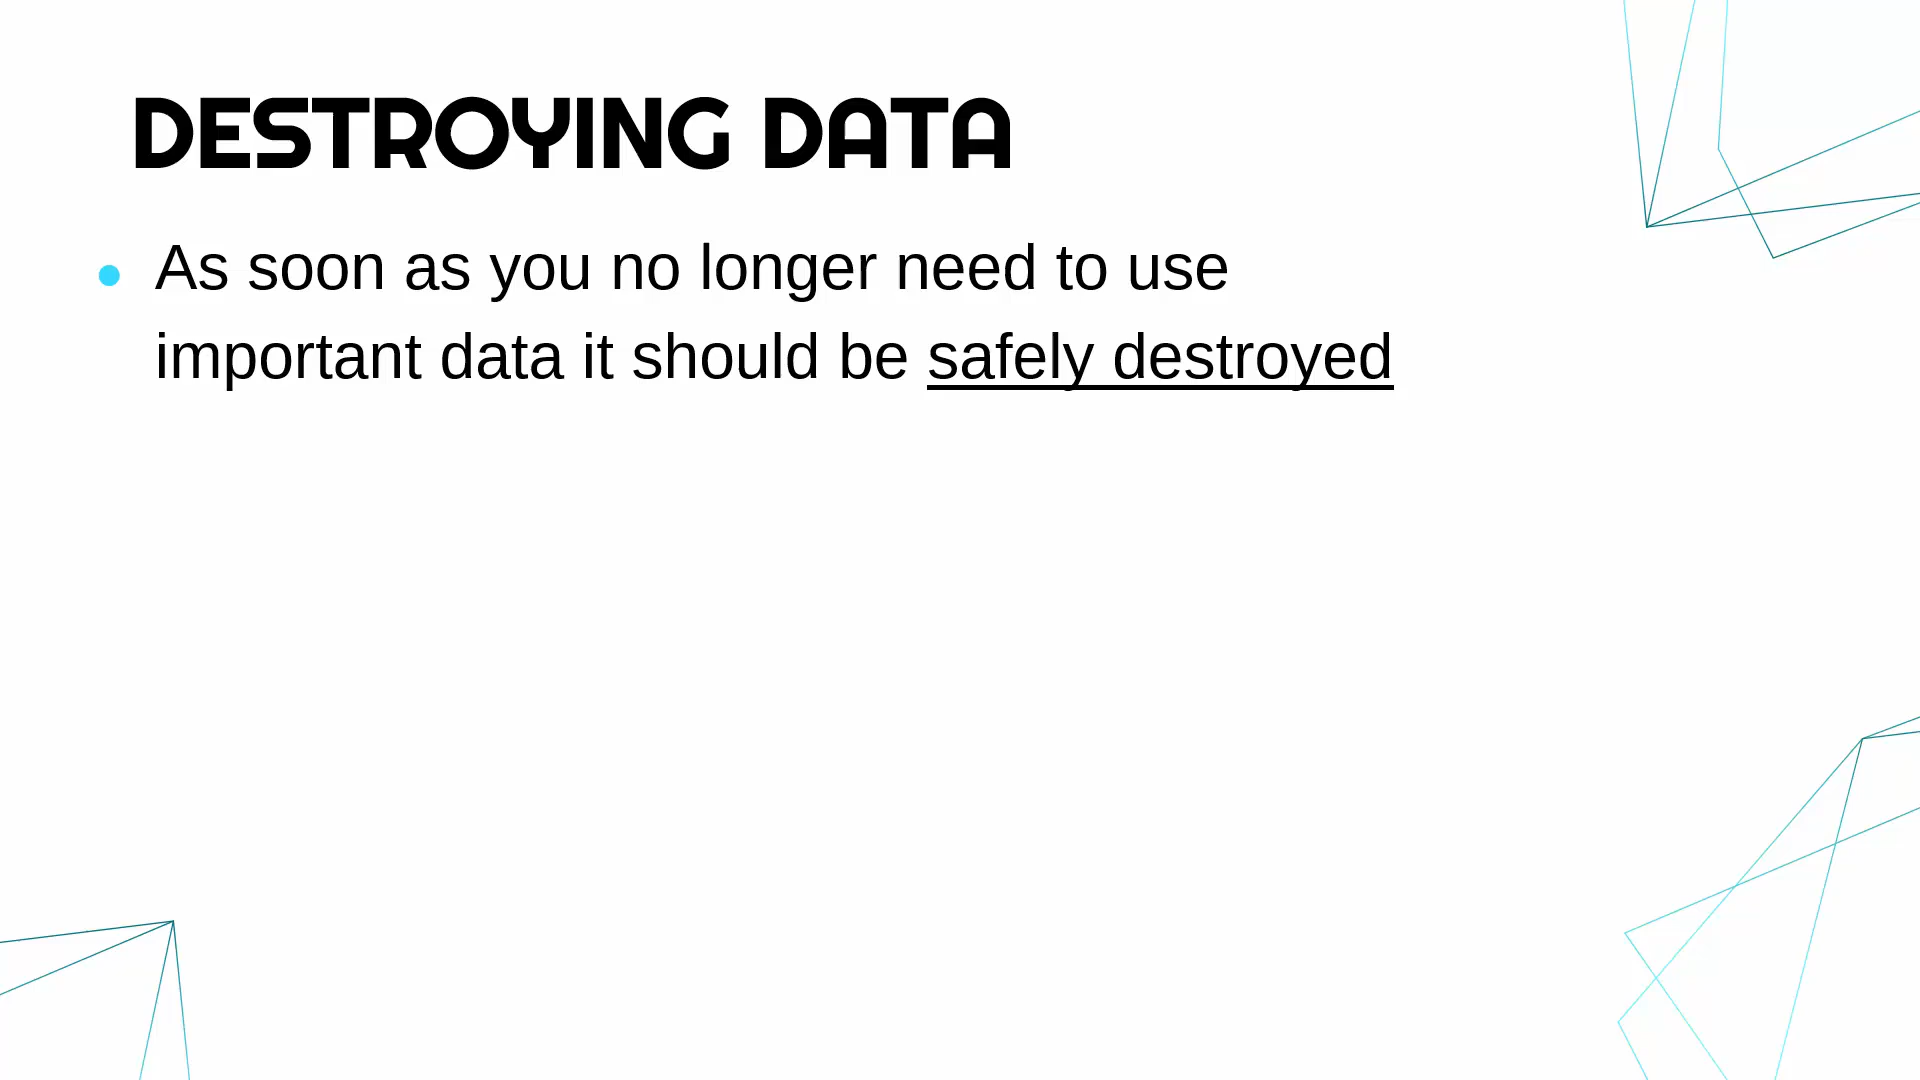 DESTROYING DATA
As soon as you no longer need to use
important data it should be safely destroyed